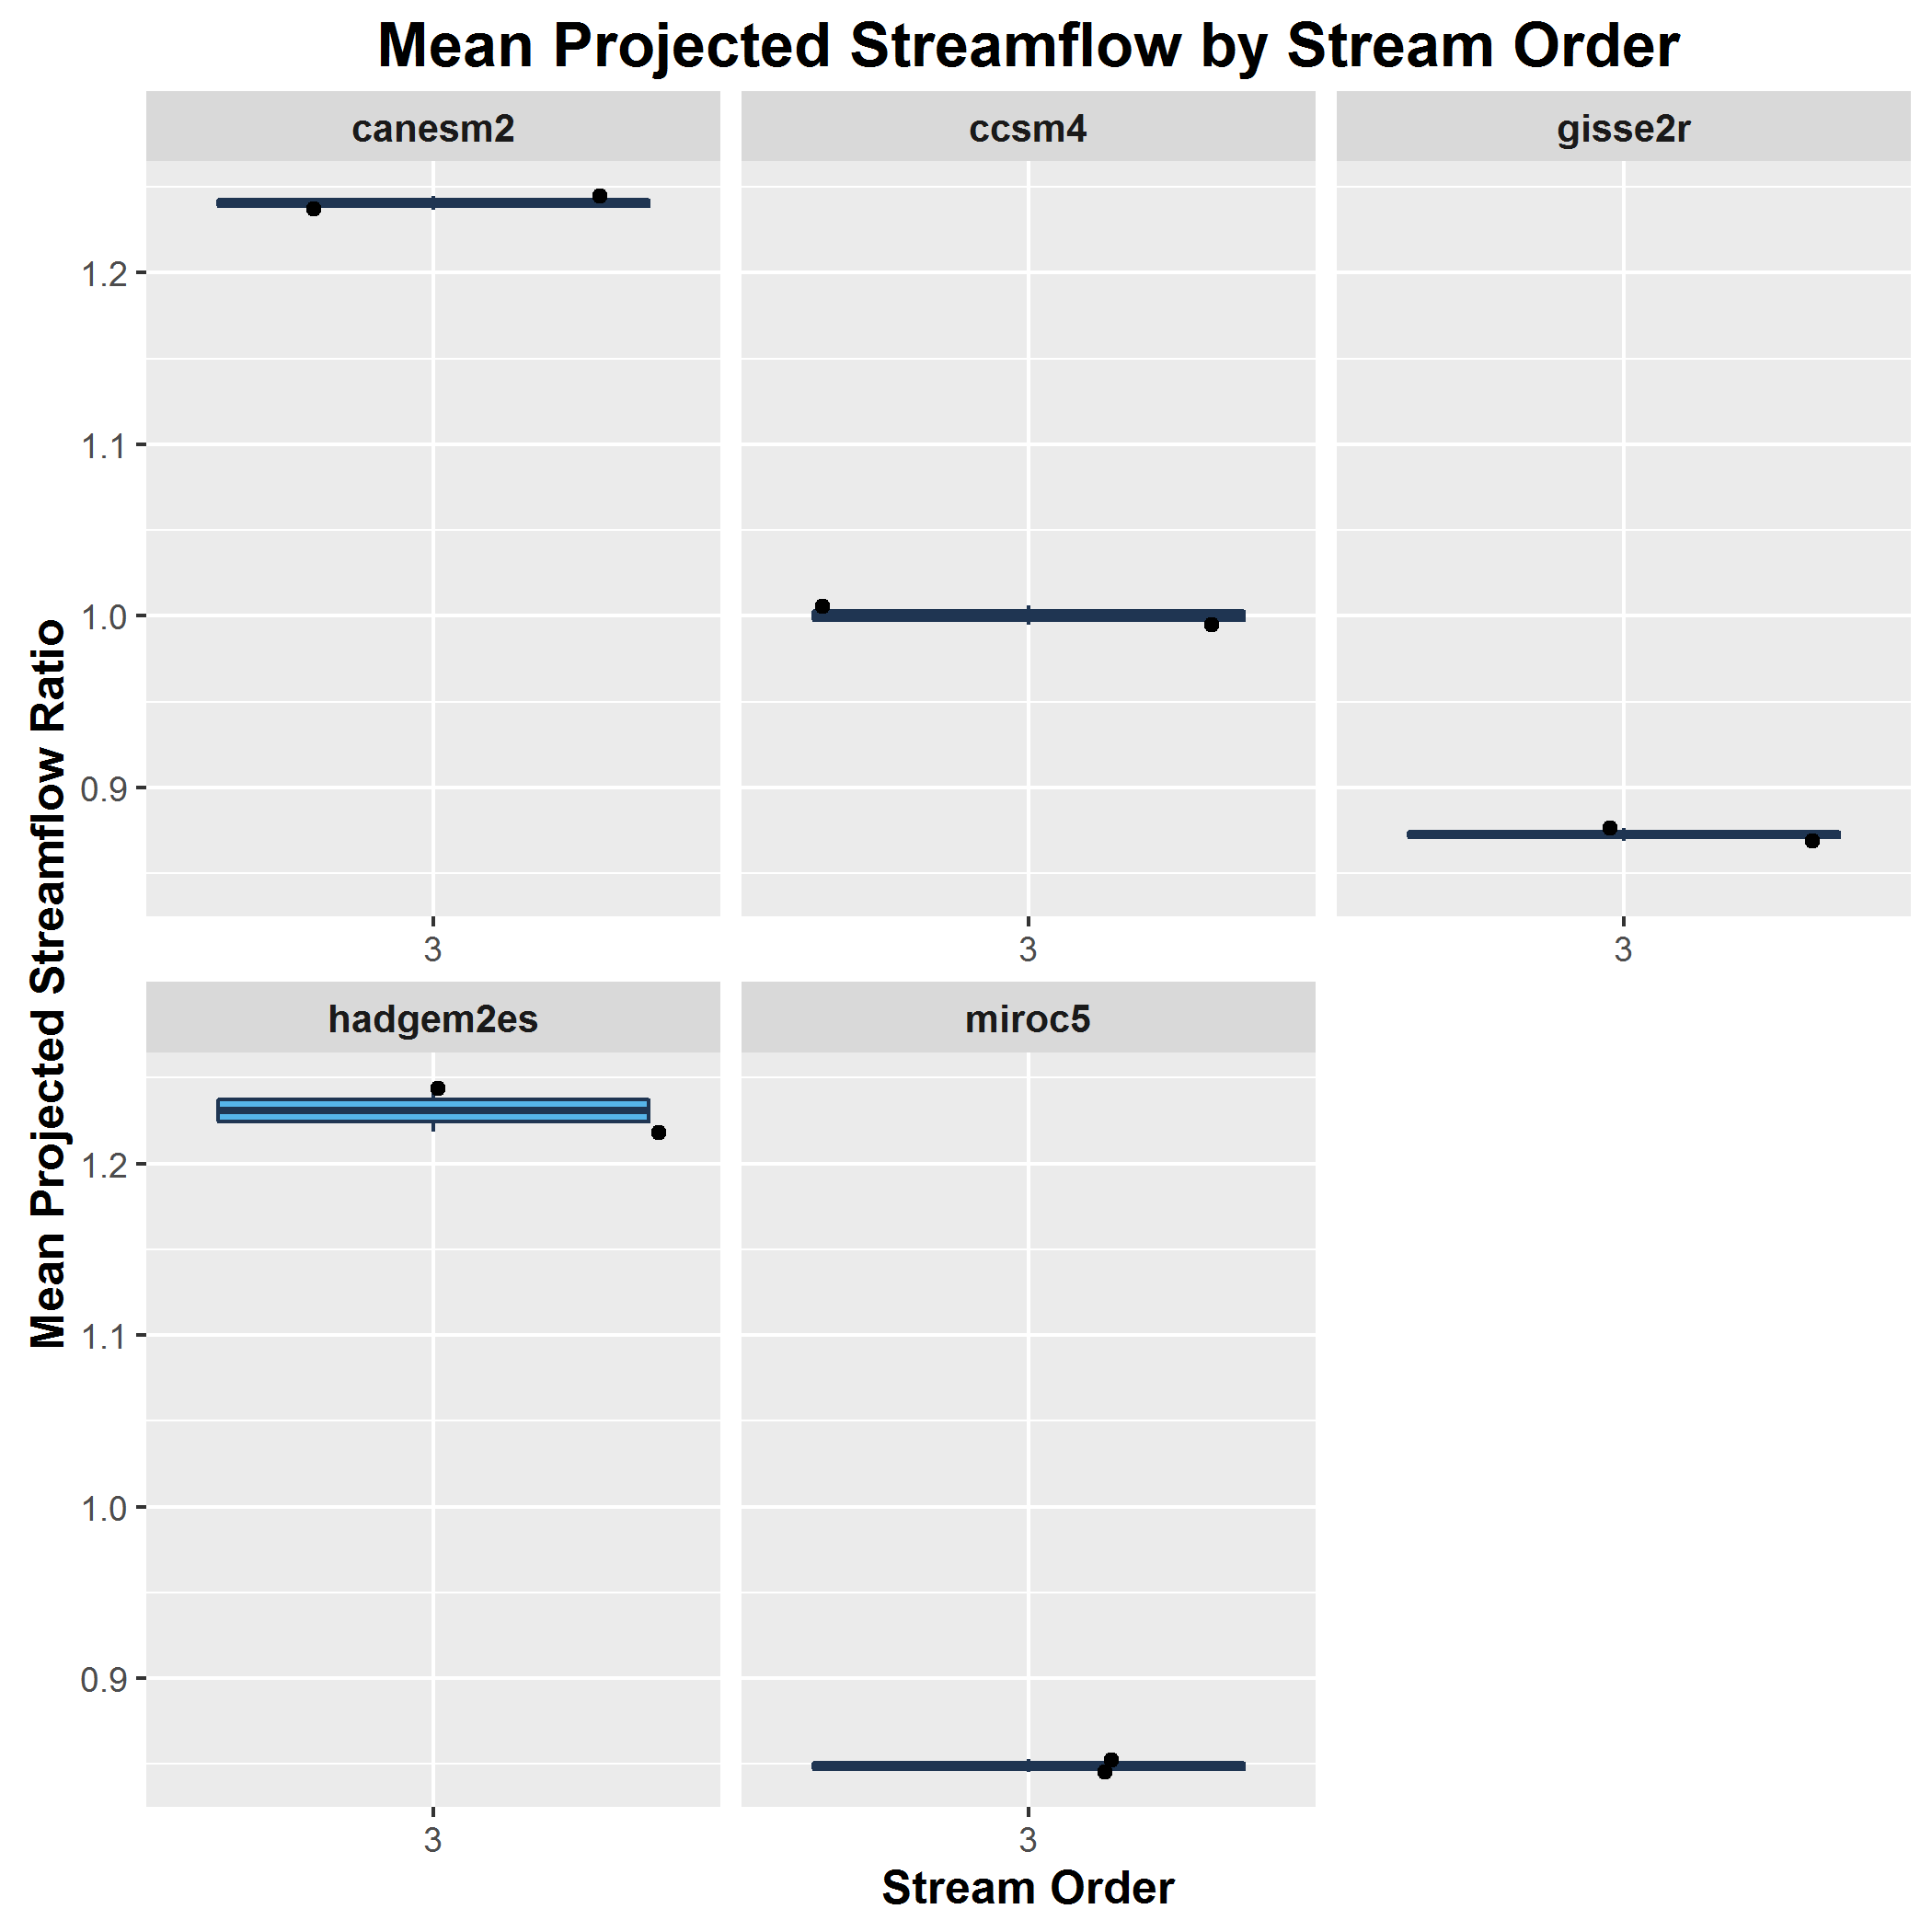 Mean Projected Streamflow by Stream Order
canesm2
ccsm4
gisse2r
1.2
1.1
1.0
0.9
3
3
3
Mean Projected Streamflow Ratio
hadgem2es
miroc5
1.2
1.1
1.0
0.9
3
3
Stream Order